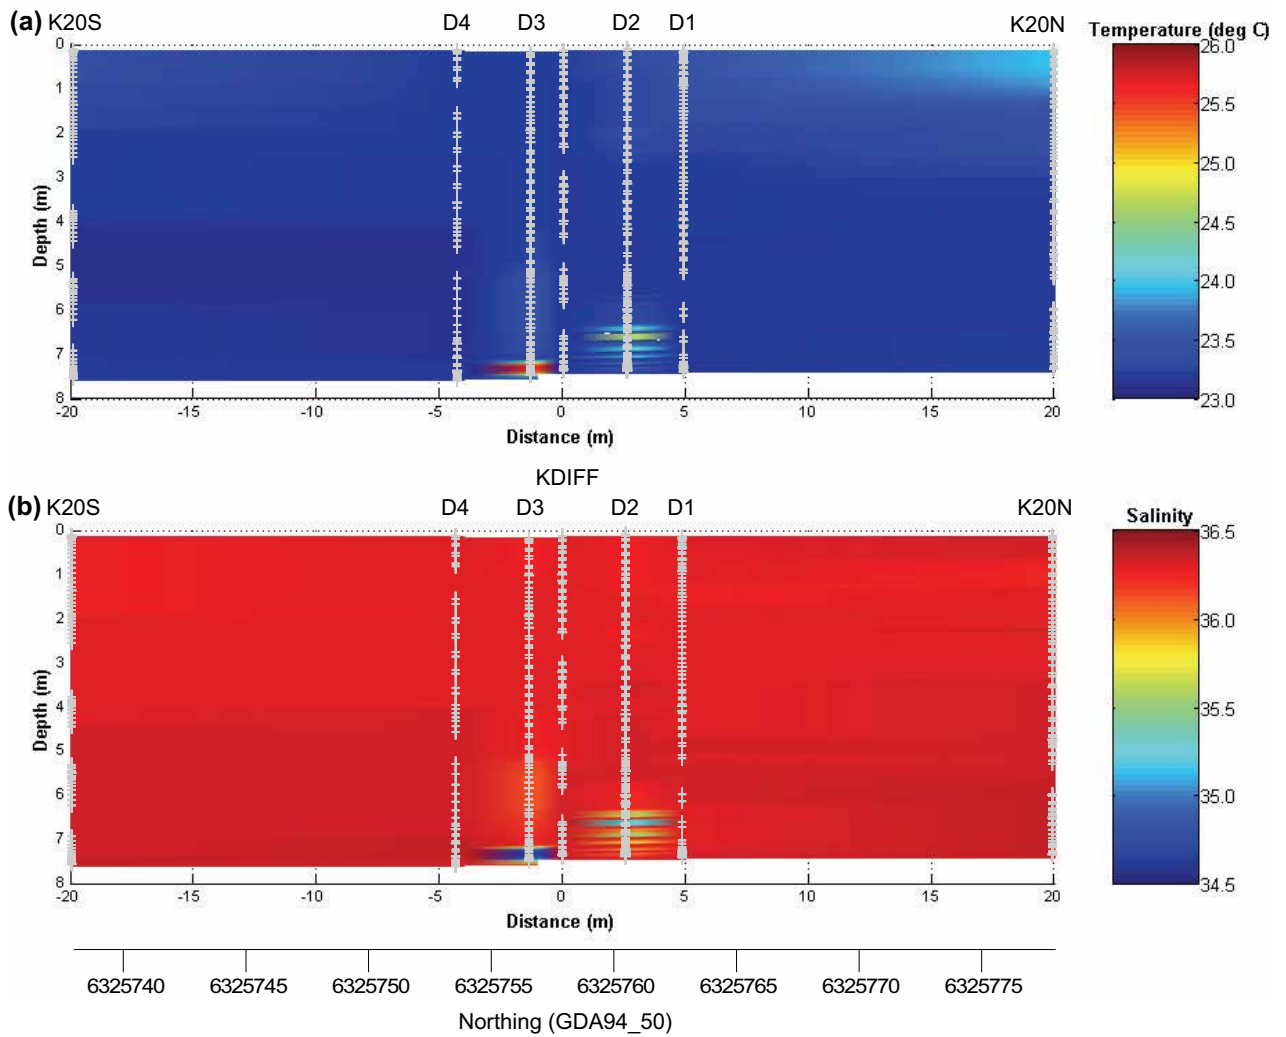 (a) K20S D4 D3 D2 D1 K20N
Temperature (deg C)
0
1
2
3
4
5
6
7
8
Depth (m)
-20 -15 -10 -5 0 5 10 15 20
Distance (m)
26.0
25.5
25.0
24.5
24.0
23.5
23.0
KDIFF
(b) K20S D4 D3 D2 D1 K20N
Salinity
0
1
2
3
4
5
6
7
8
Depth (m)
-20 -15 -10 -5 0 5 10 15 20
Distance (m)
36.5
36.0
35.5
35.0
34.5
6325740 6325745 6325750 6325755 6325760 6325765 6325770 6325775
Northing (GDA94_50)